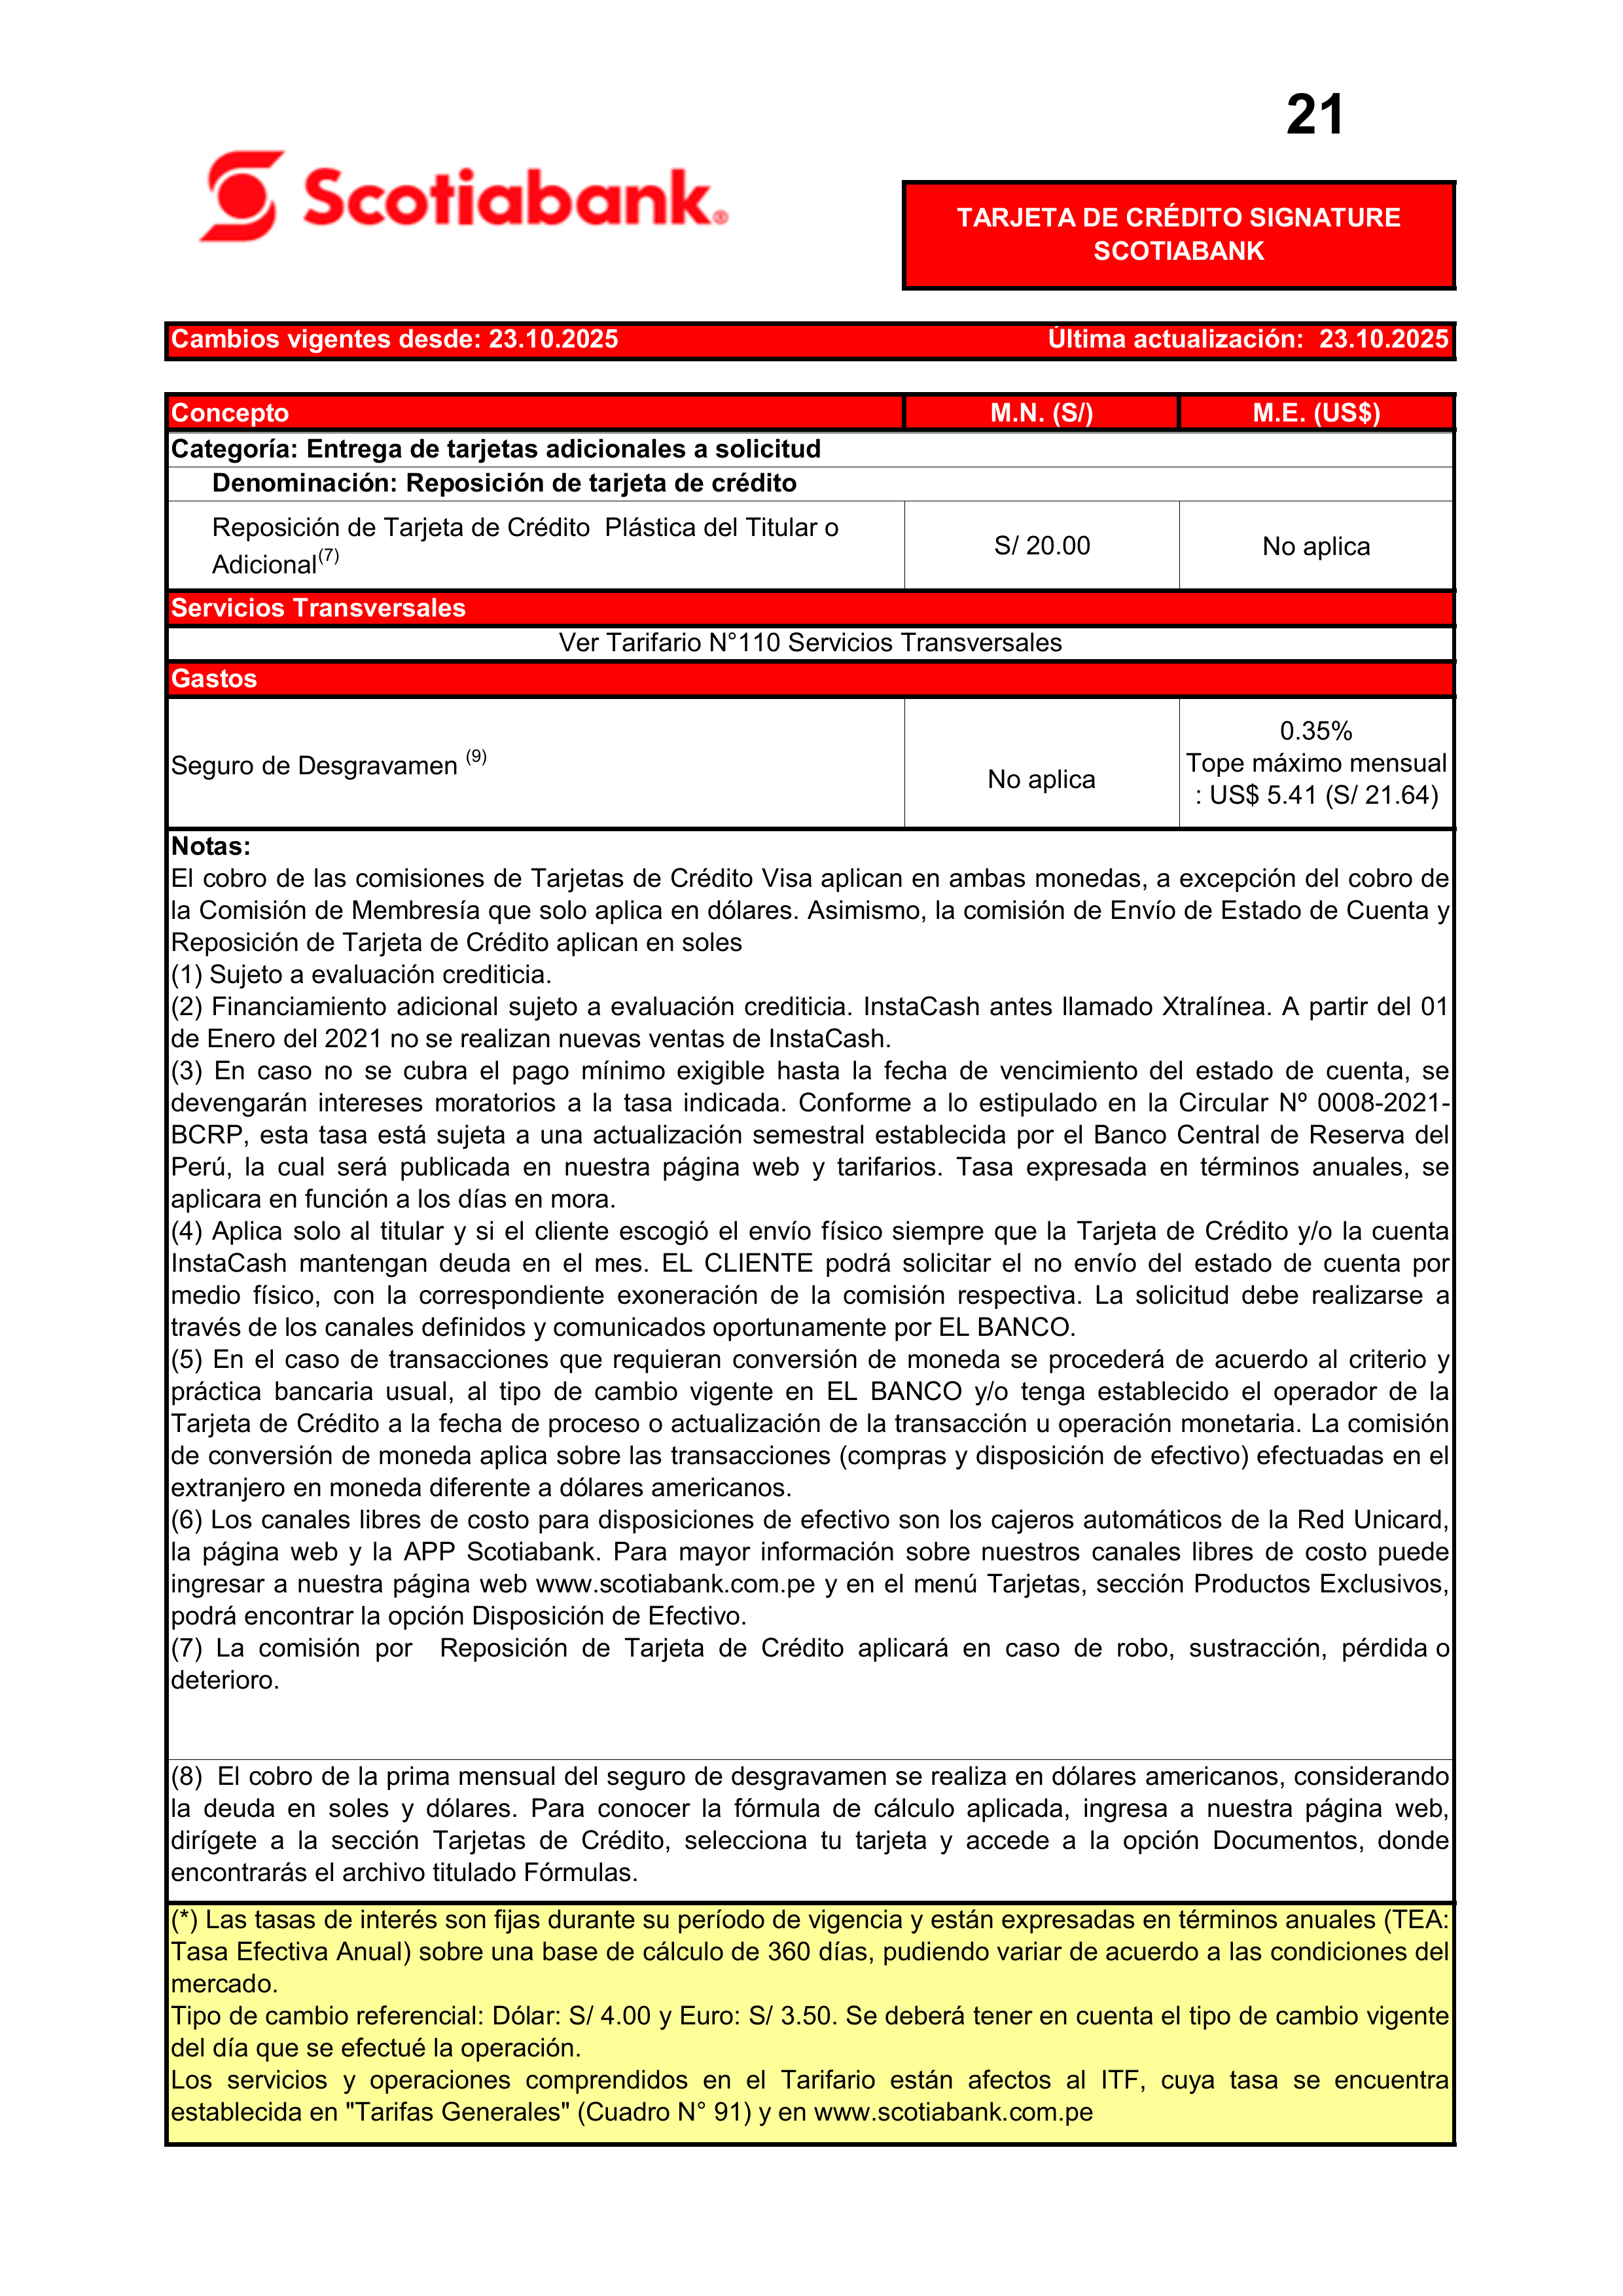 21
Scotiabank®
TARJETA DE CRÉDITO SIGNATURE
SCOTIABANK
Cambios vigentes desde: 23.10.2025 Última actualización: 23.10.2025
Concepto M.N. (S/) M.E. (US$)
Categoría: Entrega de tarjetas adicionales a solicitud
Denominación: Reposición de tarjeta de crédito
Reposición de Tarjeta de Crédito Plástica del Titular o
Adicional(7)
S/ 20.00 No aplica
Servicios Transversales
Ver Tarifario N°110 Servicios Transversales
Gastos
Seguro de Desgravamen (9)
No aplica
0.35%
Tope máximo mensual
: US$ 5.41 (S/ 21.64)
Notas:
El cobro de las comisiones de Tarjetas de Crédito Visa aplican en ambas monedas, a excepción del cobro de
la Comisión de Membresía que solo aplica en dólares. Asimismo, la comisión de Envío de Estado de Cuenta y
Reposición de Tarjeta de Crédito aplican en soles
(1) Sujeto a evaluación crediticia.
(2) Financiamiento adicional sujeto a evaluación crediticia. InstaCash antes llamado Xtralínea. A partir del 01
de Enero del 2021 no se realizan nuevas ventas de InstaCash.
(3) En caso no se cubra el pago mínimo exigible hasta la fecha de vencimiento del estado de cuenta, se
devengarán intereses moratorios a la tasa indicada. Conforme a lo estipulado en la Circular Nº 0008-2021-
BCRP, esta tasa está sujeta a una actualización semestral establecida por el Banco Central de Reserva del
Perú, la cual será publicada en nuestra página web y tarifarios. Tasa expresada en términos anuales, se
aplicara en función a los días en mora.
(4) Aplica solo al titular y si el cliente escogió el envío físico siempre que la Tarjeta de Crédito y/o la cuenta
InstaCash mantengan deuda en el mes. EL CLIENTE podrá solicitar el no envío del estado de cuenta por
medio físico, con la correspondiente exoneración de la comisión respectiva. La solicitud debe realizarse a
través de los canales definidos y comunicados oportunamente por EL BANCO.
(5) En el caso de transacciones que requieran conversión de moneda se procederá de acuerdo al criterio y
práctica bancaria usual, al tipo de cambio vigente en EL BANCO y/o tenga establecido el operador de la
Tarjeta de Crédito a la fecha de proceso o actualización de la transacción u operación monetaria. La comisión
de conversión de moneda aplica sobre las transacciones (compras y disposición de efectivo) efectuadas en el
extranjero en moneda diferente a dólares americanos.
(6) Los canales libres de costo para disposiciones de efectivo son los cajeros automáticos de la Red Unicard,
la página web y la APP Scotiabank. Para mayor información sobre nuestros canales libres de costo puede
ingresar a nuestra página web www.scotiabank.com.pe y en el menú Tarjetas, sección Productos Exclusivos,
podrá encontrar la opción Disposición de Efectivo.
(7) La comisión por Reposición de Tarjeta de Crédito aplicará en caso de robo, sustracción, pérdida o
deterioro.
(8) El cobro de la prima mensual del seguro de desgravamen se realiza en dólares americanos, considerando
la deuda en soles y dólares. Para conocer la fórmula de cálculo aplicada, ingresa a nuestra página web,
dirígete a la sección Tarjetas de Crédito, selecciona tu tarjeta y accede a la opción Documentos, donde
encontrarás el archivo titulado Fórmulas.
(*) Las tasas de interés son fijas durante su período de vigencia y están expresadas en términos anuales (TEA:
Tasa Efectiva Anual) sobre una base de cálculo de 360 días, pudiendo variar de acuerdo a las condiciones del
mercado.
Tipo de cambio referencial: Dólar: S/ 4.00 y Euro: S/ 3.50. Se deberá tener en cuenta el tipo de cambio vigente
del día que se efectué la operación.
Los servicios y operaciones comprendidos en el Tarifario están afectos al ITF, cuya tasa se encuentra
establecida en "Tarifas Generales" (Cuadro N° 91) y en www.scotiabank.com.pe